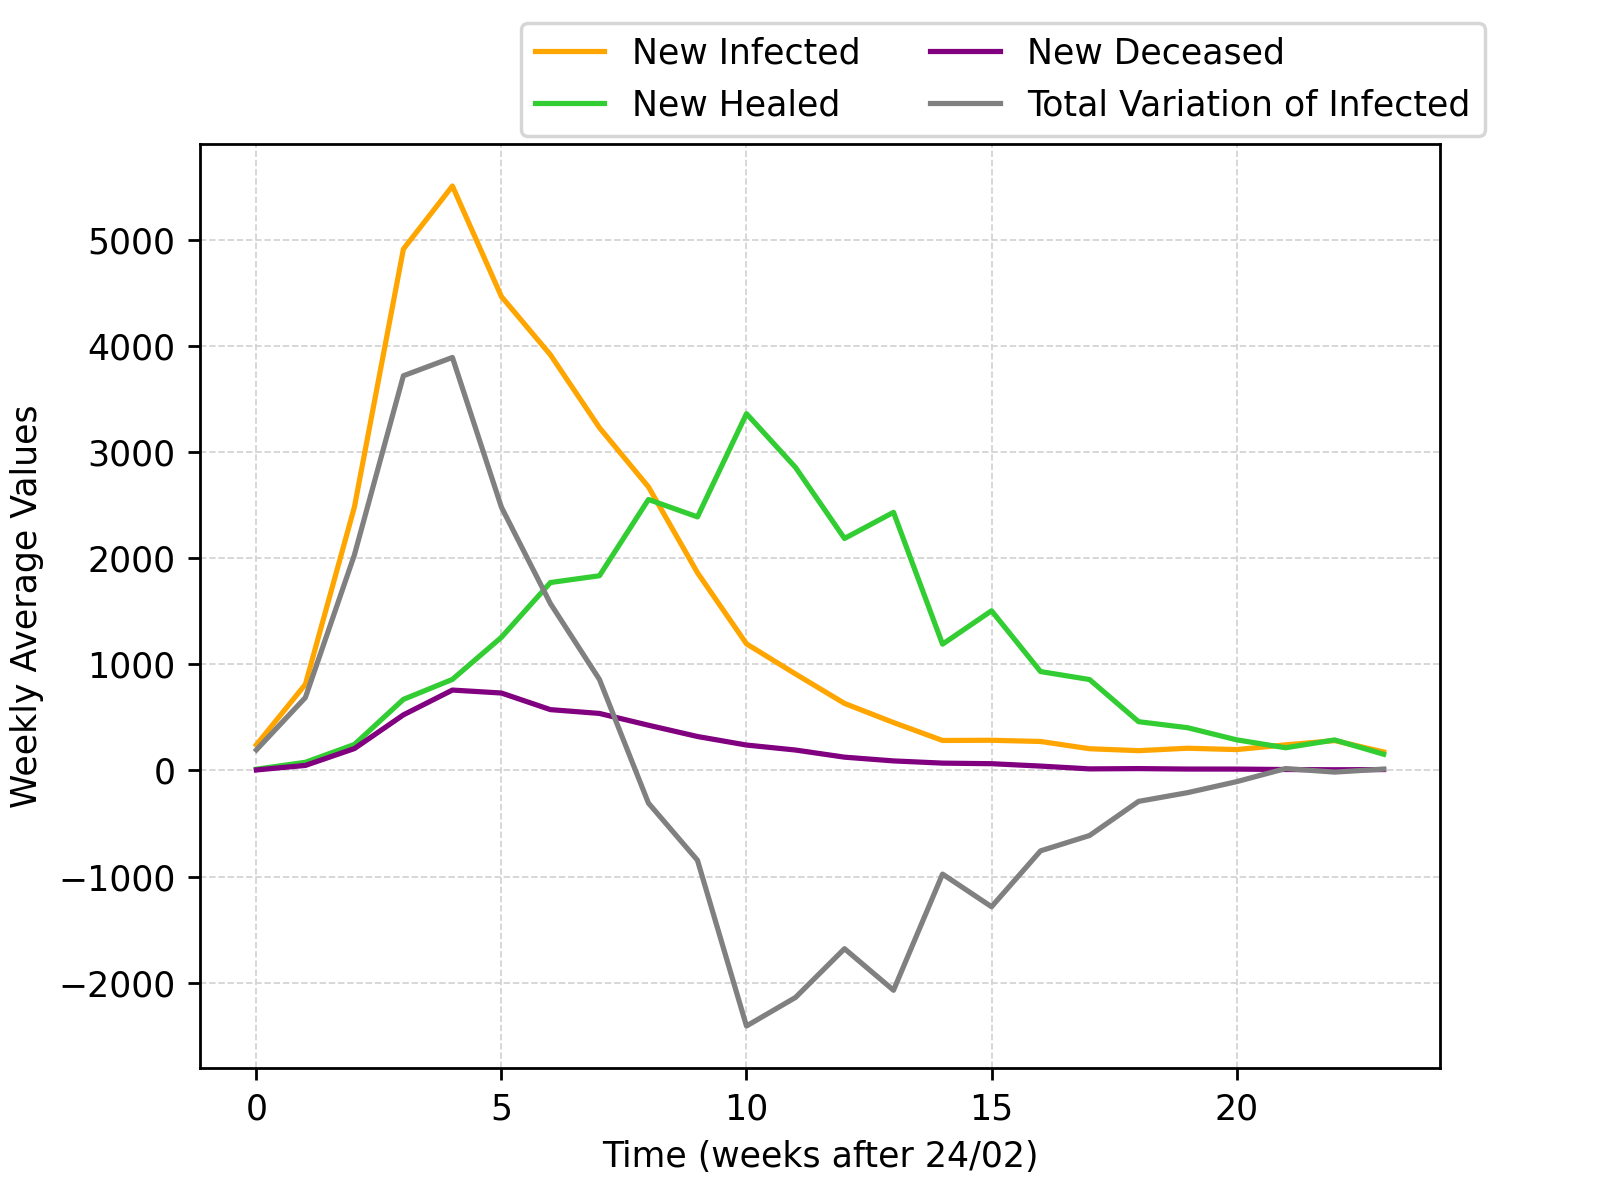 New Infected
New Healed
New Deceased
Total Variation of Infected
Weekly Average Values
5000
4000
3000
2000
1000
0
−1000
−2000
0 5 10 15 20
Time (weeks after 24/02)